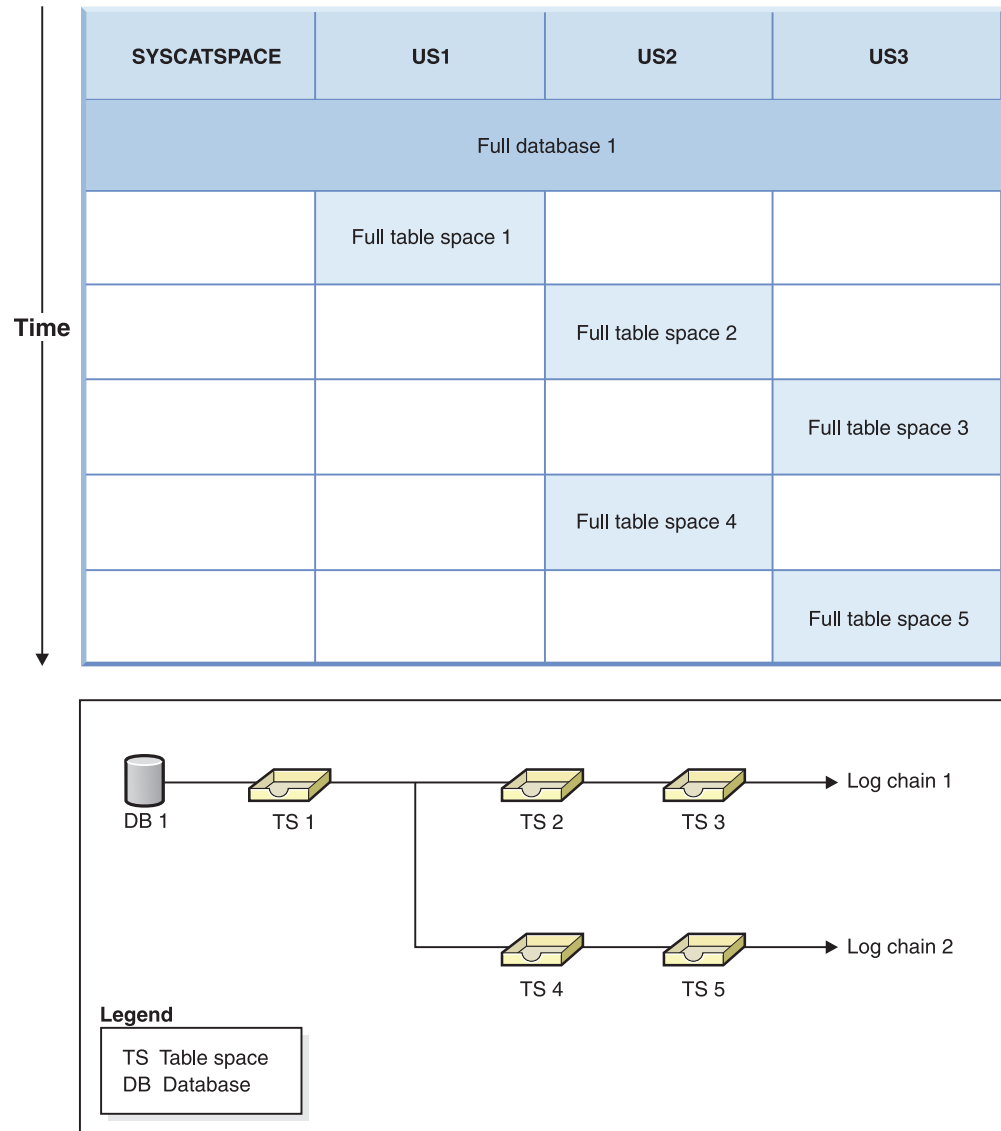 SYSCATSPACE US1 US2 US3
Full database 1
Full table space 1
Time
Full table space 2
Full table space 3
Full table space 4
Full table space 5
DB 1 TS 1 TS 2 TS 3 Log chain 1
TS 4 TS 5 Log chain 2
Legend
TS Table space
DB Database